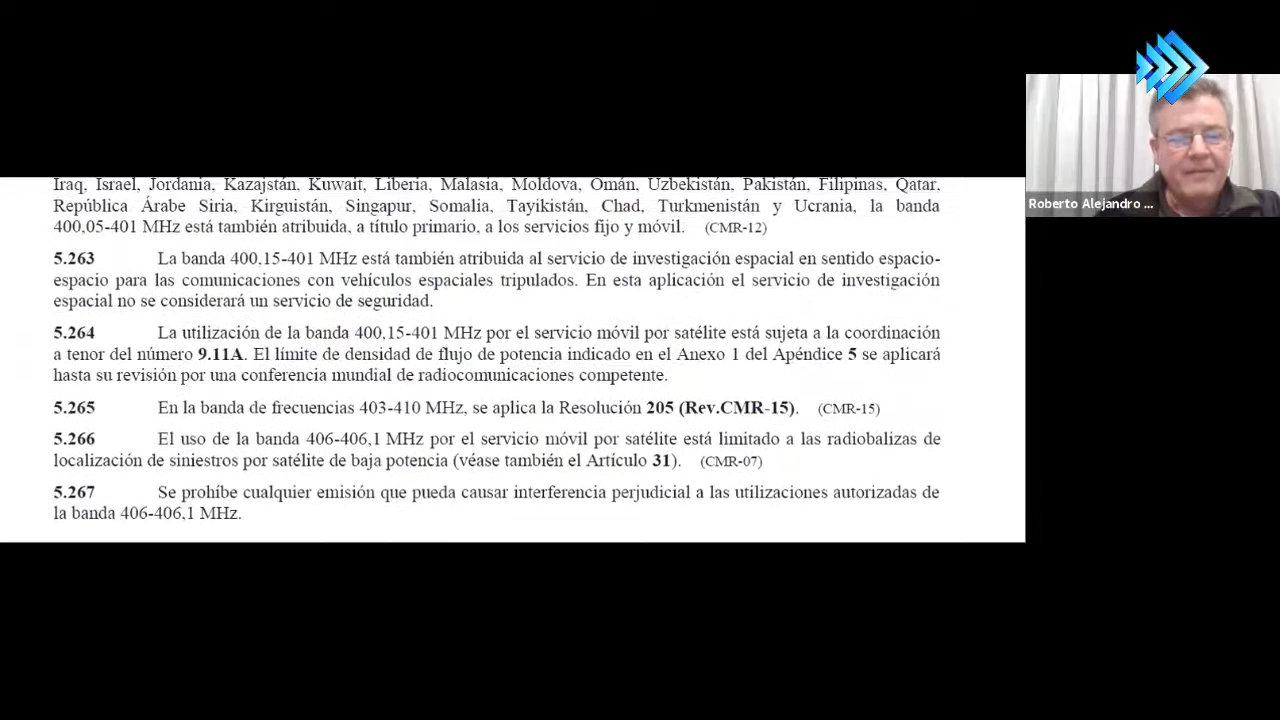 Iraq, Israel, Jordania, Kazajstán, Kuwait, Liberia, Malasia, Moldova, Omán, Uzbekistán, Pakistán, Filipinas, Qatar,
República Árabe Siria, Kirguistán, Singapur, Somalia, Tayikistán, Chad, Turkmenistán y Ucrania, la banda
400,05-401 MHz está también atribuida, a título primario, a los servicios fijo y móvil. (CMR-12)
5.263 La banda 400,15-401 MHz está también atribuida al servicio de investigación espacial en sentido espacio-
espacio para las comunicaciones con vehículos espaciales tripulados. En esta aplicación el servicio de investigación
espacial no se considerará un servicio de seguridad.
5.264 La utilización de la banda 400,15-401 MHz por el servicio móvil por satélite está sujeta a la coordinación
a tenor del número 9.11A. El límite de densidad de flujo de potencia indicado en el Anexo 1 del Apéndice 5 se aplicará
hasta su revisión por una conferencia mundial de radiocomunicaciones competente.
5.265 En la banda de frecuencias 403-410 MHz, se aplica la Resolución 205 (Rev.CMR-15). (CMR-15)
5.266 El uso de la banda 406-406,1 MHz por el servicio móvil por satélite está limitado a las radiobalizas de
localización de siniestros por satélite de baja potencia (véase también el Artículo 31). (CMR-07)
5.267 Se prohíbe cualquier emisión que pueda causar interferencia perjudicial a las utilizaciones autorizadas de
la banda 406-406,1 MHz.
Roberto Alejandro ...